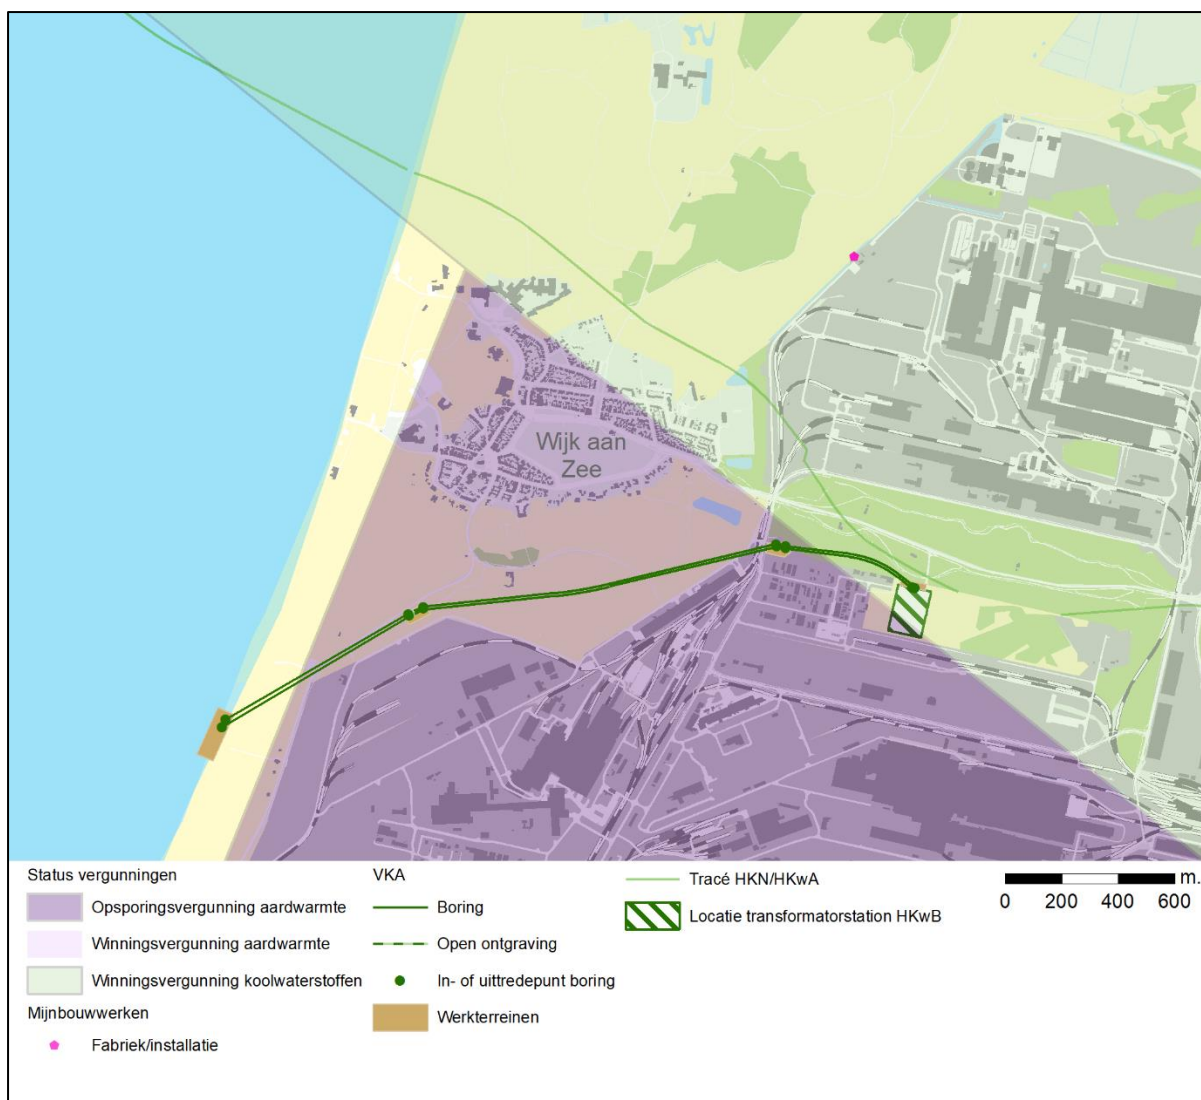 Wijk aan
Zee
Status vergunningen
Opsporingsvergunning aardwarmte
Winningsvergunning aardwarmte
Winningsvergunning koolwaterstoffen
Mijnbouwwerken
Fabriek/installatie
VKA
Boring
Open ontgraving
In- of uittredepunt boring
Werkterreinen
Tracé HKN/HKwA
Locatie transformatorstation HKwB
m.
0 200 400 600